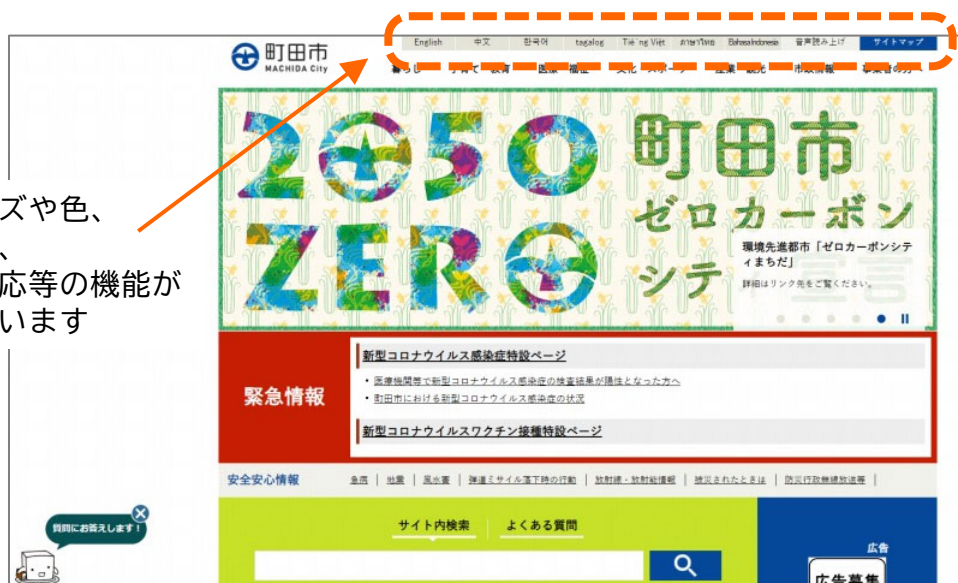 町田市
MACHIDA City
English 中文 한국어 tagalog Tiếng Việt ภาษาไทย Bahasa Indonesia 音声読み上げ サイトマップ
2050
ZERO
町田市
ゼロカーボン
シテ
環境先進都市「ゼロカーボンシテ
ィまちだ」
詳細はリンク先をご覧ください。
宣言
ズや色、
、
応等の機能が
います
緊急情報
新型コロナウイルス感染症特設ページ
・医療機関等で新型コロナウイルス感染症の検査結果が陽性となった方へ
・町田市における新型コロナウイルス感染症の状況
新型コロナウイルスワクチン接種特設ページ
安全安心情報 急病 | 地震 | 風水害 | 弾道ミサイル落下時の行動 | 放射線・放射能情報 | 被災されたときは | 防災行政無線放送等 |
質問にお答えします!
サイト内検索 よくある質問
広告
広告募集